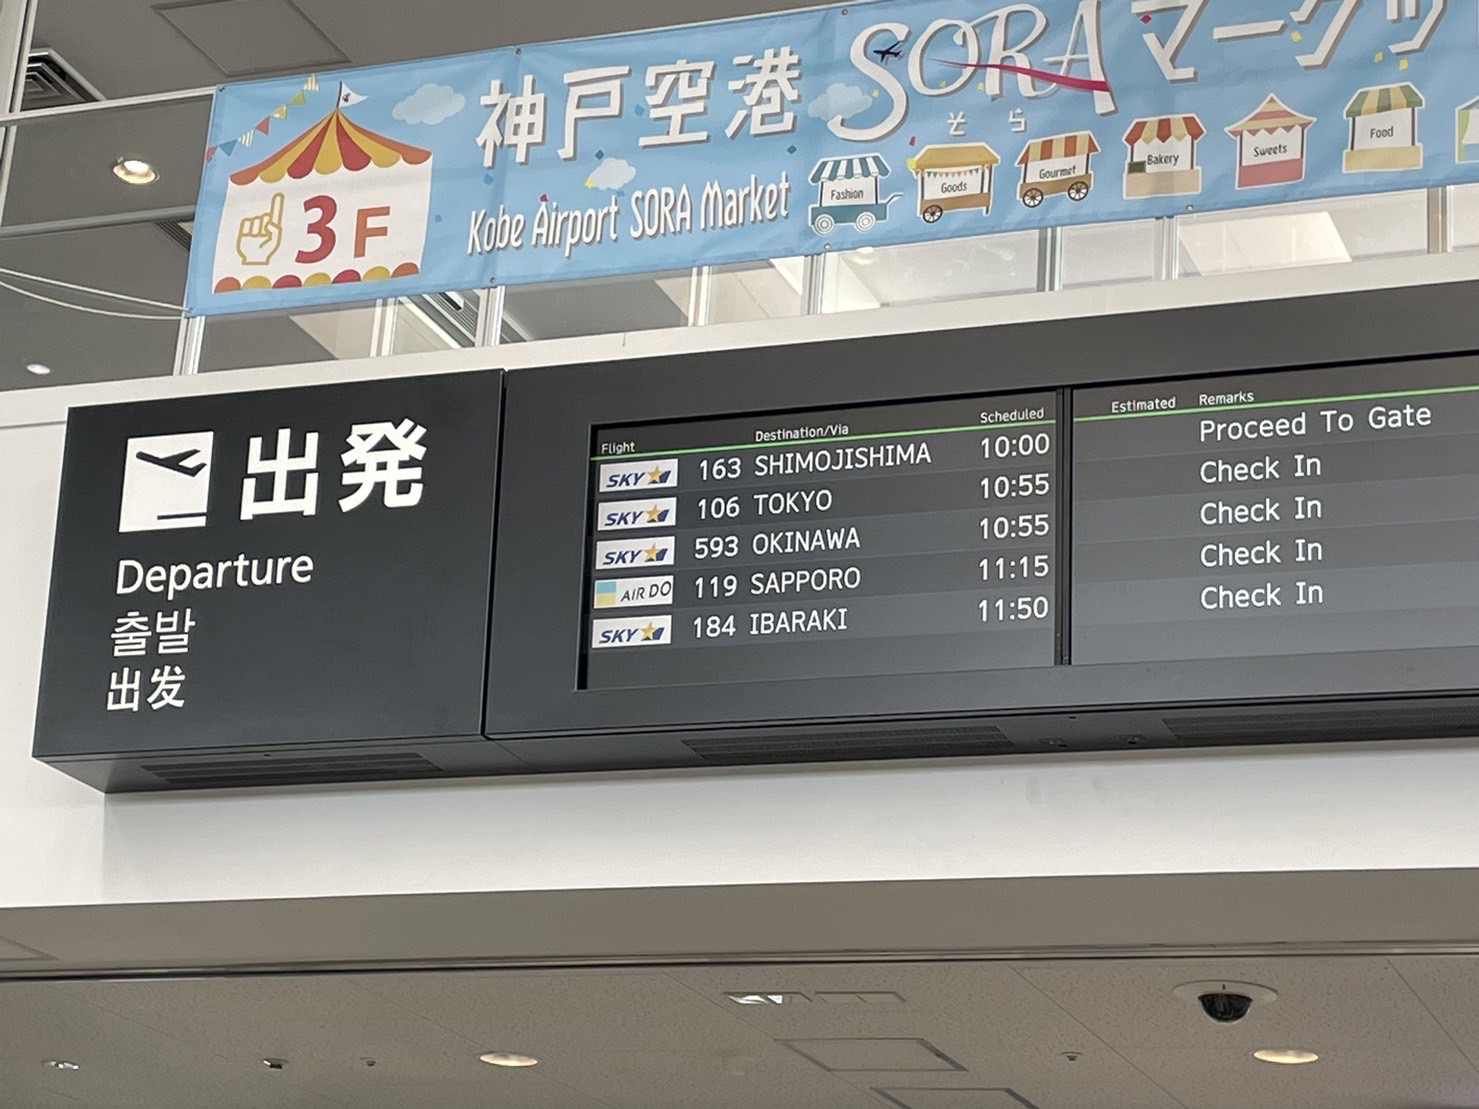 神戸空港 SORAマーケッ
そら
3F
Kobe Airport SORA Market
Fashion
Goods
Gourmet
Bakery
Sweets
Food
出発
Departure
출발
出发
Flight Destination/Via Scheduled Estimated Remarks
SKY 163 SHIMOJISHIMA 10:00 Proceed To Gate
SKY 106 TOKYO 10:55 Check In
SKY 593 OKINAWA 10:55 Check In
AIR DO 119 SAPPORO 11:15 Check In
SKY 184 IBARAKI 11:50 Check In